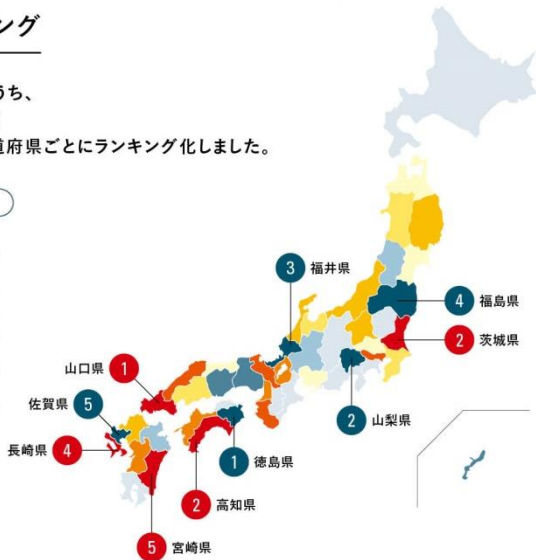 ング
うち、
道府県ごとにランキング化しました。
3 福井県
4 福島県
2 茨城県
山口県 1
佐賀県 5
長崎県 4
2 山梨県
1 徳島県
2 高知県
5 宮崎県